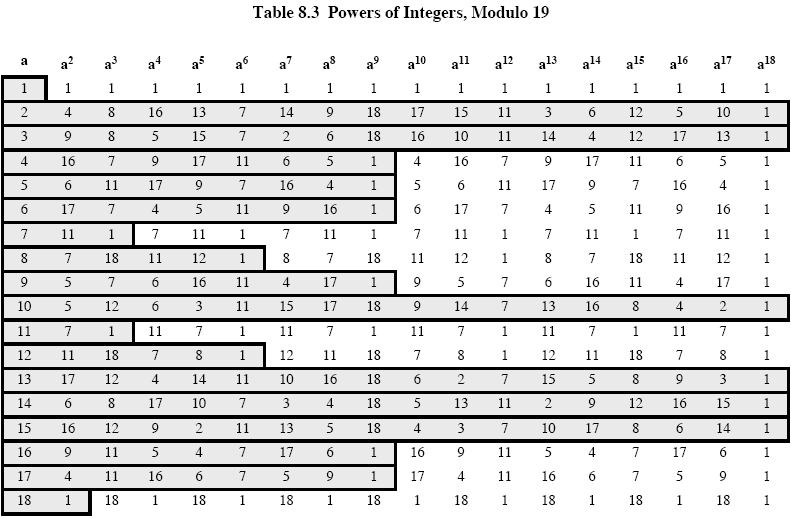 Table 8.3 Powers of Integers, Modulo 19
a a² a³ a⁴ a⁵ a⁶ a⁷ a⁸ a⁹ a¹⁰ a¹¹ a¹² a¹³ a¹⁴ a¹⁵ a¹⁶ a¹⁷ a¹⁸
1 1 1 1 1 1 1 1 1 1 1 1 1 1 1 1 1 1
2 4 8 16 13 7 14 9 18 17 15 11 3 6 12 5 10 1
3 9 8 5 15 7 2 6 18 16 10 11 14 4 12 17 13 1
4 16 7 9 17 11 6 5 1 4 16 7 9 17 11 6 5 1
5 6 11 17 9 7 16 4 1 5 6 11 17 9 7 16 4 1
6 17 7 4 5 11 9 16 1 6 17 7 4 5 11 9 16 1
7 11 1 7 11 1 7 11 1 7 11 1 7 11 1 7 11 1
8 7 18 11 12 1 8 7 18 11 12 1 8 7 18 11 12 1
9 5 7 6 16 11 4 17 1 9 5 7 6 16 11 4 17 1
10 5 12 6 3 11 15 17 18 9 14 7 13 16 8 4 2 1
11 7 1 11 7 1 11 7 1 11 7 1 11 7 1 11 7 1
12 11 18 7 8 1 12 11 18 7 8 1 12 11 18 7 8 1
13 17 12 4 14 11 10 16 18 6 2 7 15 5 8 9 3 1
14 6 8 17 10 7 3 4 18 5 13 11 2 9 12 16 15 1
15 16 12 9 2 11 13 5 18 4 3 7 10 17 8 6 14 1
16 9 11 5 4 7 17 6 1 16 9 11 5 4 7 17 6 1
17 4 11 16 6 7 5 9 1 17 4 11 16 6 7 5 9 1
18 1 18 1 18 1 18 1 18 1 18 1 18 1 18 1 18 1